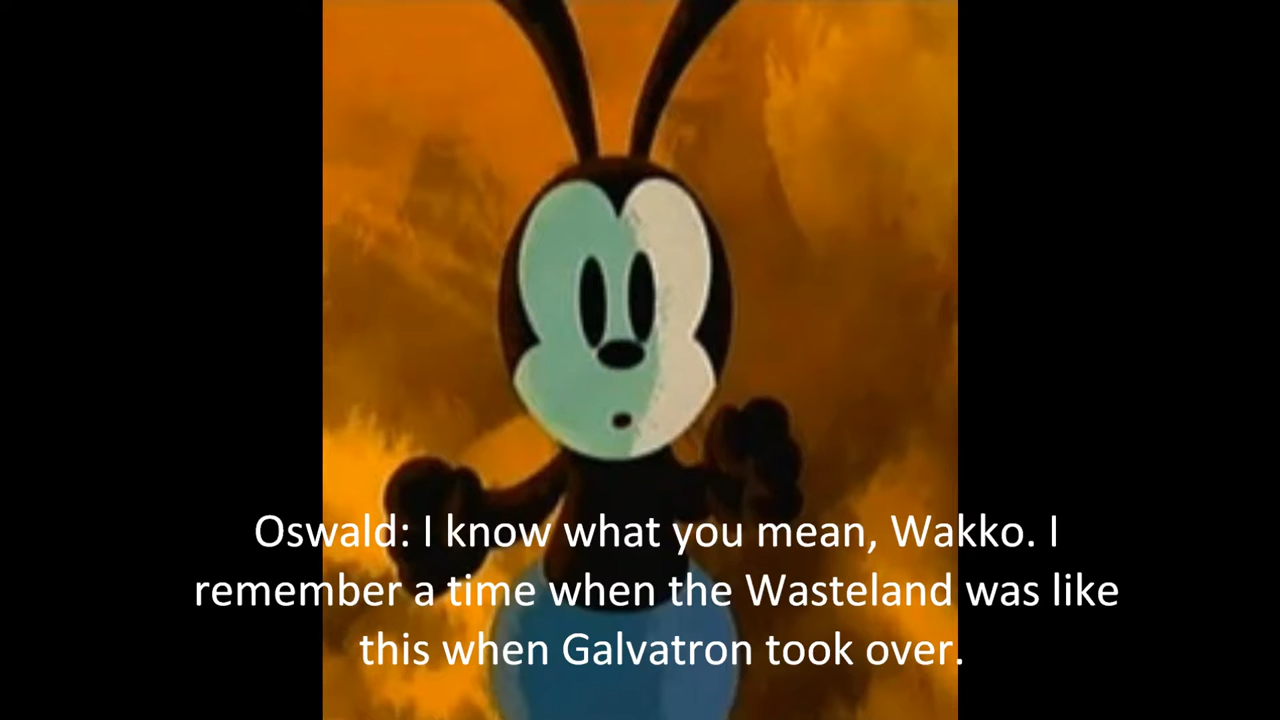 Oswald: I know what you mean, Wakko. I
remember a time when the Wasteland was like
this when Galvatron took over.